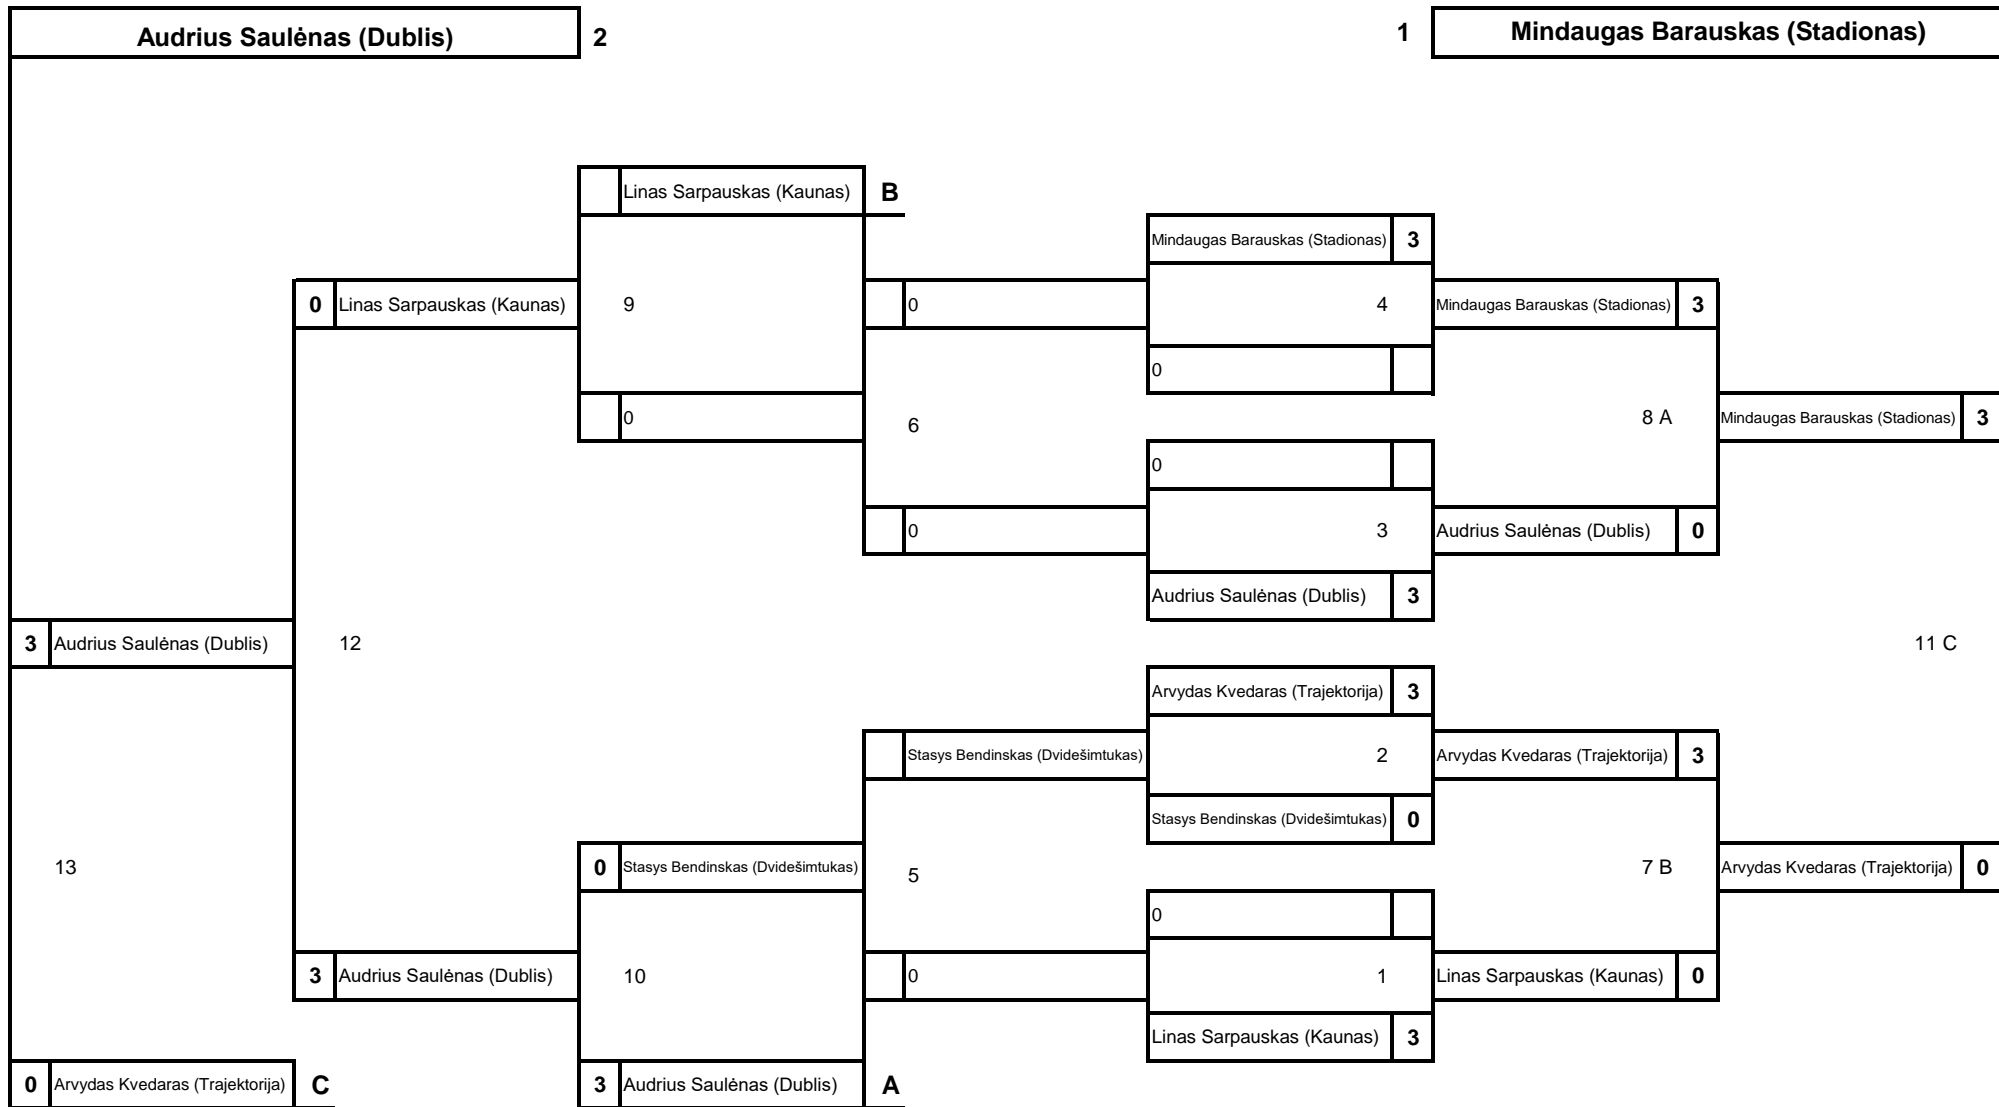 Audrius Saulėnas (Dublis) 2 1 Mindaugas Barauskas (Stadionas)
Linas Sarpauskas (Kaunas) B
Mindaugas Barauskas (Stadionas) 3
0 Linas Sarpauskas (Kaunas) 9 0 4 Mindaugas Barauskas (Stadionas) 3
0
0 6 8 A Mindaugas Barauskas (Stadionas) 3
0
0 3 Audrius Saulėnas (Dublis) 0
Audrius Saulėnas (Dublis) 3
3 Audrius Saulėnas (Dublis) 12 11 C
Arvydas Kvedaras (Trajektorija) 3
Stasys Bendinskas (Dvidešimtukas) 2 Arvydas Kvedaras (Trajektorija) 3
Stasys Bendinskas (Dvidešimtukas) 0
13 0 Stasys Bendinskas (Dvidešimtukas) 5 7 B Arvydas Kvedaras (Trajektorija) 0
0
3 Audrius Saulėnas (Dublis) 10 0 1 Linas Sarpauskas (Kaunas) 0
Linas Sarpauskas (Kaunas) 3
0 Arvydas Kvedaras (Trajektorija) C 3 Audrius Saulėnas (Dublis) A